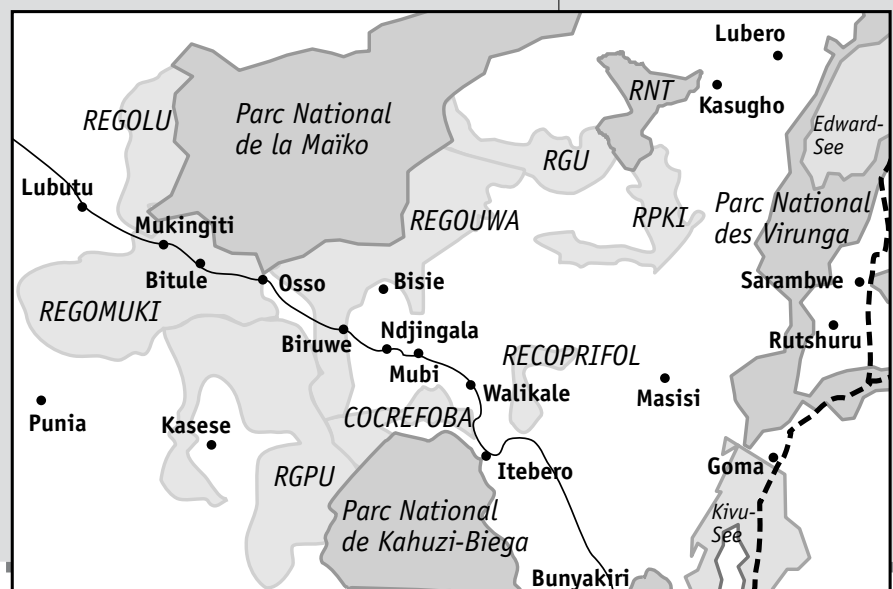 Lubero
RNT
Kasugho
REGOLU
Parc National
de la Maïko
Edward-
See
RGU
Lubutu
Parc National
des Virunga
REGOUWA
RPKI
Mukingiti
Bitule
Osso
Bisie
Sarambwe
REGOMUKI
Biruwe
Ndjingala
Mubi
RECOPRIFOL
Rutshuru
Walikale
Masisi
Punia
Kasese
COCREFOBA
RGPU
Itebero
Goma
Parc National
de Kahuzi-Biega
Kivu-
See
Bunyakiri